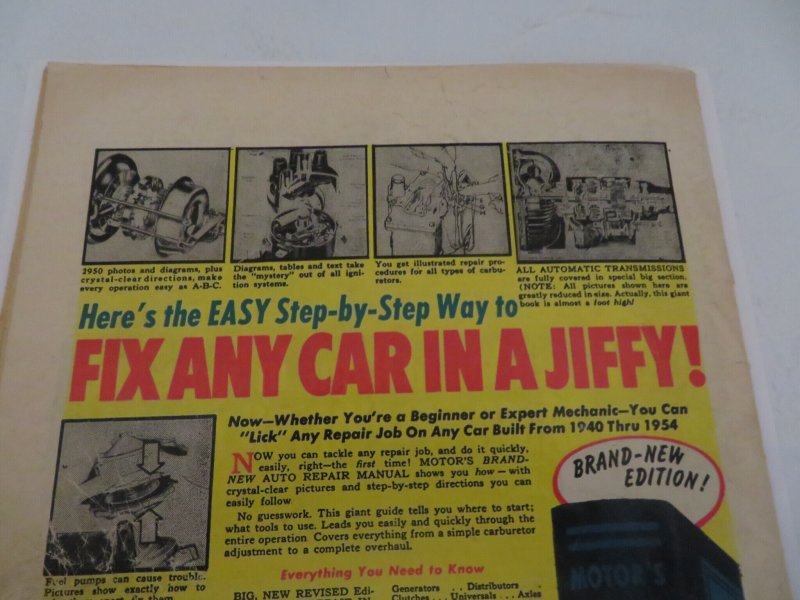 2950 photos and diagrams, plus
crystal-clear directions, make
every operation easy as A-B-C.
Diagrams, tables and text take
the "mystery" out of all igni-
tion systems.
You get illustrated repair pro-
cedures for all types of carbu-
retors.
ALL AUTOMATIC TRANSMISSIONS
are fully covered in special big section.
(NOTE: All pictures shown here are
greatly reduced in size. Actually, this giant
book is almost a foot high!
Here's the EASY Step-by-Step Way to
FIX ANY CAR IN A JIFFY!
Now—Whether You're a Beginner or Expert Mechanic—You Can
"Lick" Any Repair Job On Any Car Built From 1940 Thru 1954
NOW you can tackle any repair job, and do it quickly,
easily, right—the first time! MOTOR'S BRAND-
NEW AUTO REPAIR MANUAL shows you how—with
crystal-clear pictures and step-by-step directions you can
easily follow
No guesswork. This giant guide tells you where to start;
what tools to use. Leads you easily and quickly through the
entire operation Covers everything from a simple carburetor
adjustment to a complete overhaul.
BRAND-NEW
EDITION!
MOTOR'S
Fuel pumps can cause trouble.
Pictures show exactly how to
Everything You Need to Know
BIG, NEW REVISED Edi-
Generators . . Distributors .
Clutches . . . Universals . . . Axles